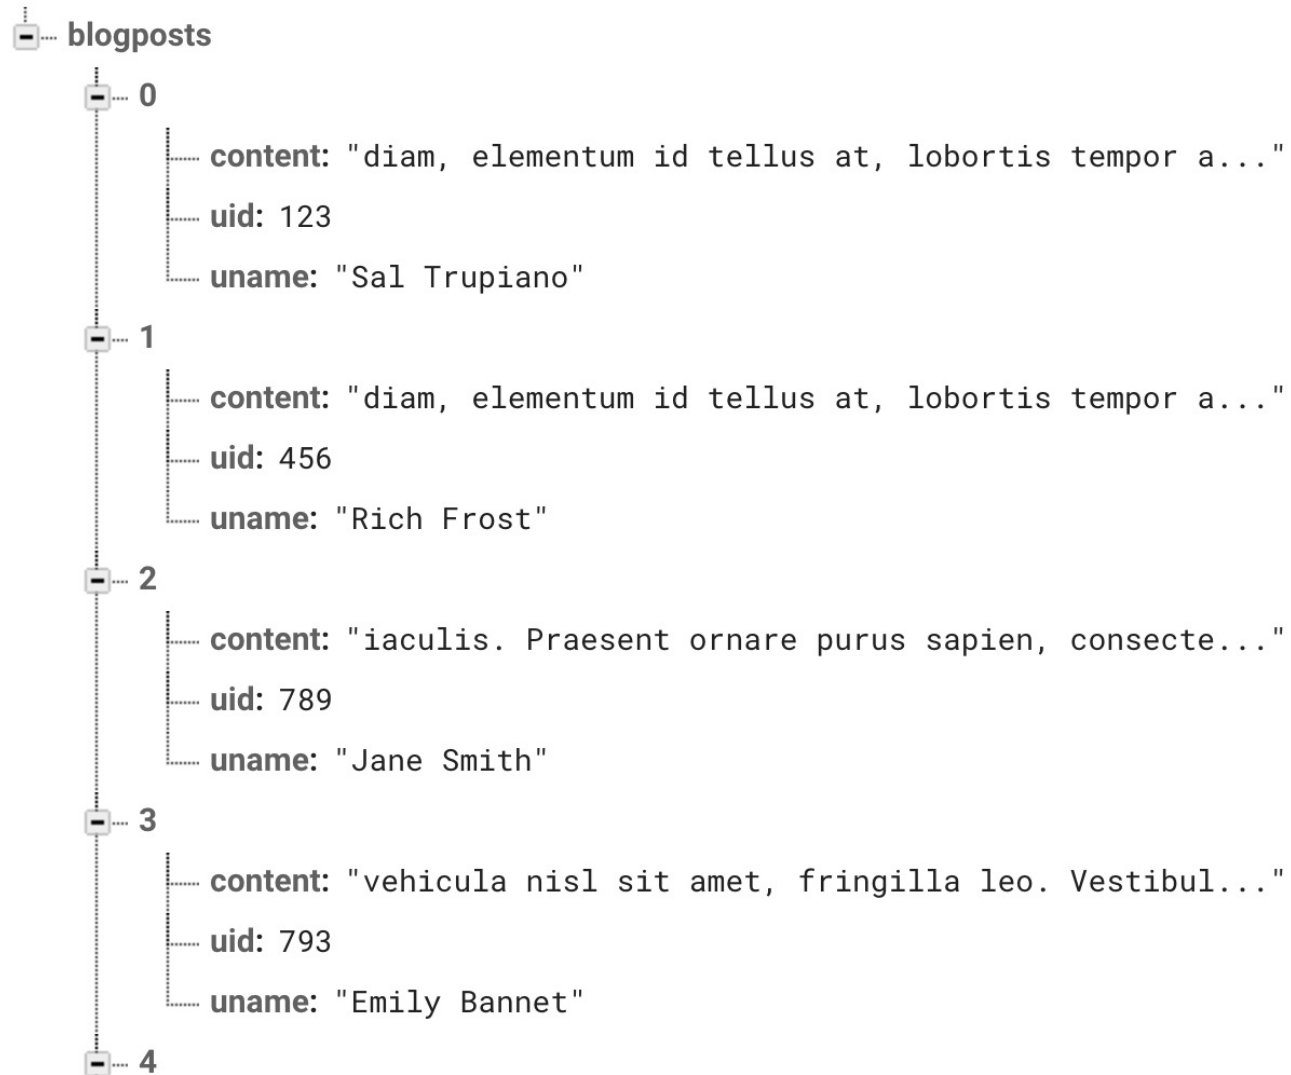 blogposts
0
content: "diam, elementum id tellus at, lobortis tempor a..."
uid: 123
uname: "Sal Trupiano"
1
content: "diam, elementum id tellus at, lobortis tempor a..."
uid: 456
uname: "Rich Frost"
2
content: "iaculis. Praesent ornare purus sapien, consecte..."
uid: 789
uname: "Jane Smith"
3
content: "vehicula nisl sit amet, fringilla leo. Vestibul..."
uid: 793
uname: "Emily Bannet"
4